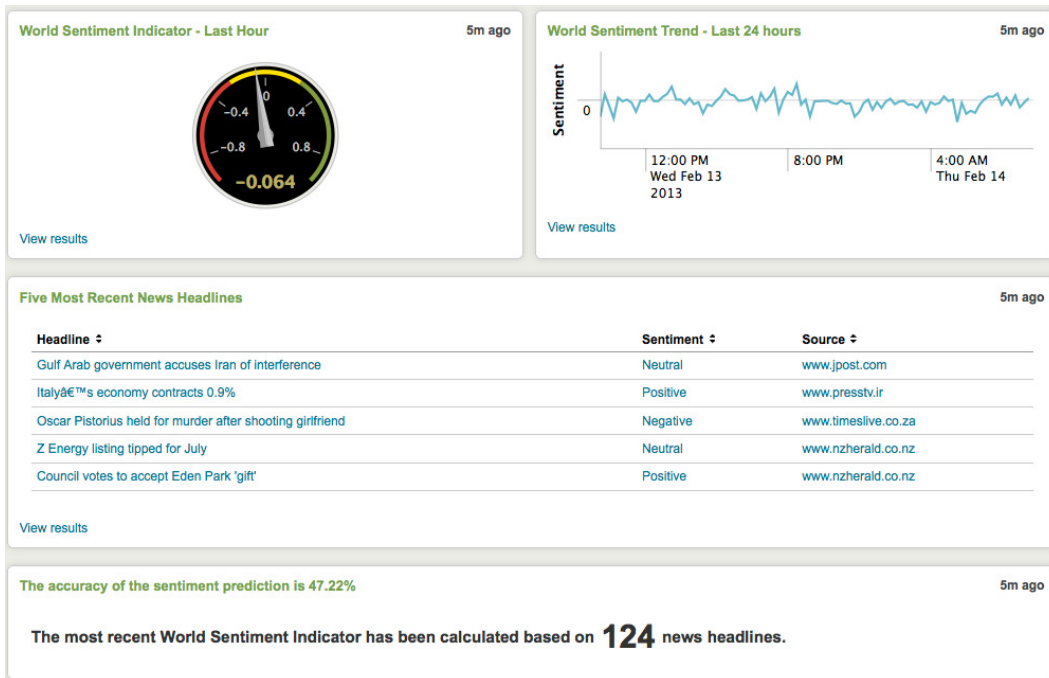 World Sentiment Indicator - Last Hour 5m ago
0
-0.4 0.4
-0.8 0.8
-0.064
View results
World Sentiment Trend - Last 24 hours 5m ago
Sentiment
0
12:00 PM 8:00 PM 4:00 AM
Wed Feb 13 Thu Feb 14
2013
View results
Five Most Recent News Headlines 5m ago
Headline Sentiment Source
Gulf Arab government accuses Iran of interference Neutral www.jpost.com
Italyâ€™s economy contracts 0.9% Positive www.presstv.ir
Oscar Pistorius held for murder after shooting girlfriend Negative www.timeslive.co.za
Z Energy listing tipped for July Neutral www.nzherald.co.nz
Council votes to accept Eden Park 'gift' Positive www.nzherald.co.nz
View results
The accuracy of the sentiment prediction is 47.22% 5m ago
The most recent World Sentiment Indicator has been calculated based on 124 news headlines.